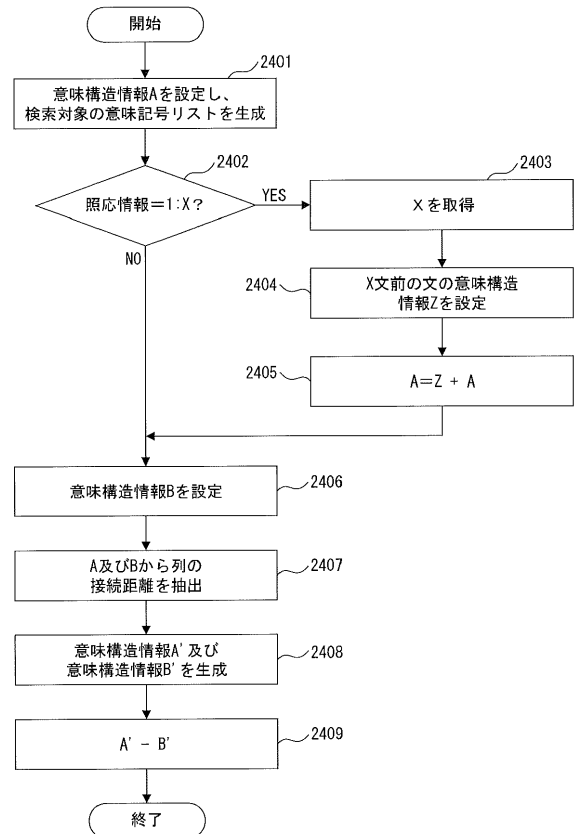 開始
2401
意味構造情報Aを設定し、
検索対象の意味記号リストを生成
2402
照応情報=1:X?
YES
NO
2403
Xを取得
2404
X文前の文の意味構造
情報Zを設定
2405
A=Z + A
意味構造情報Bを設定
2406
A及びBから列の
接続距離を抽出
2407
意味構造情報A'及び
意味構造情報B'を生成
2408
A' - B'
2409
終了